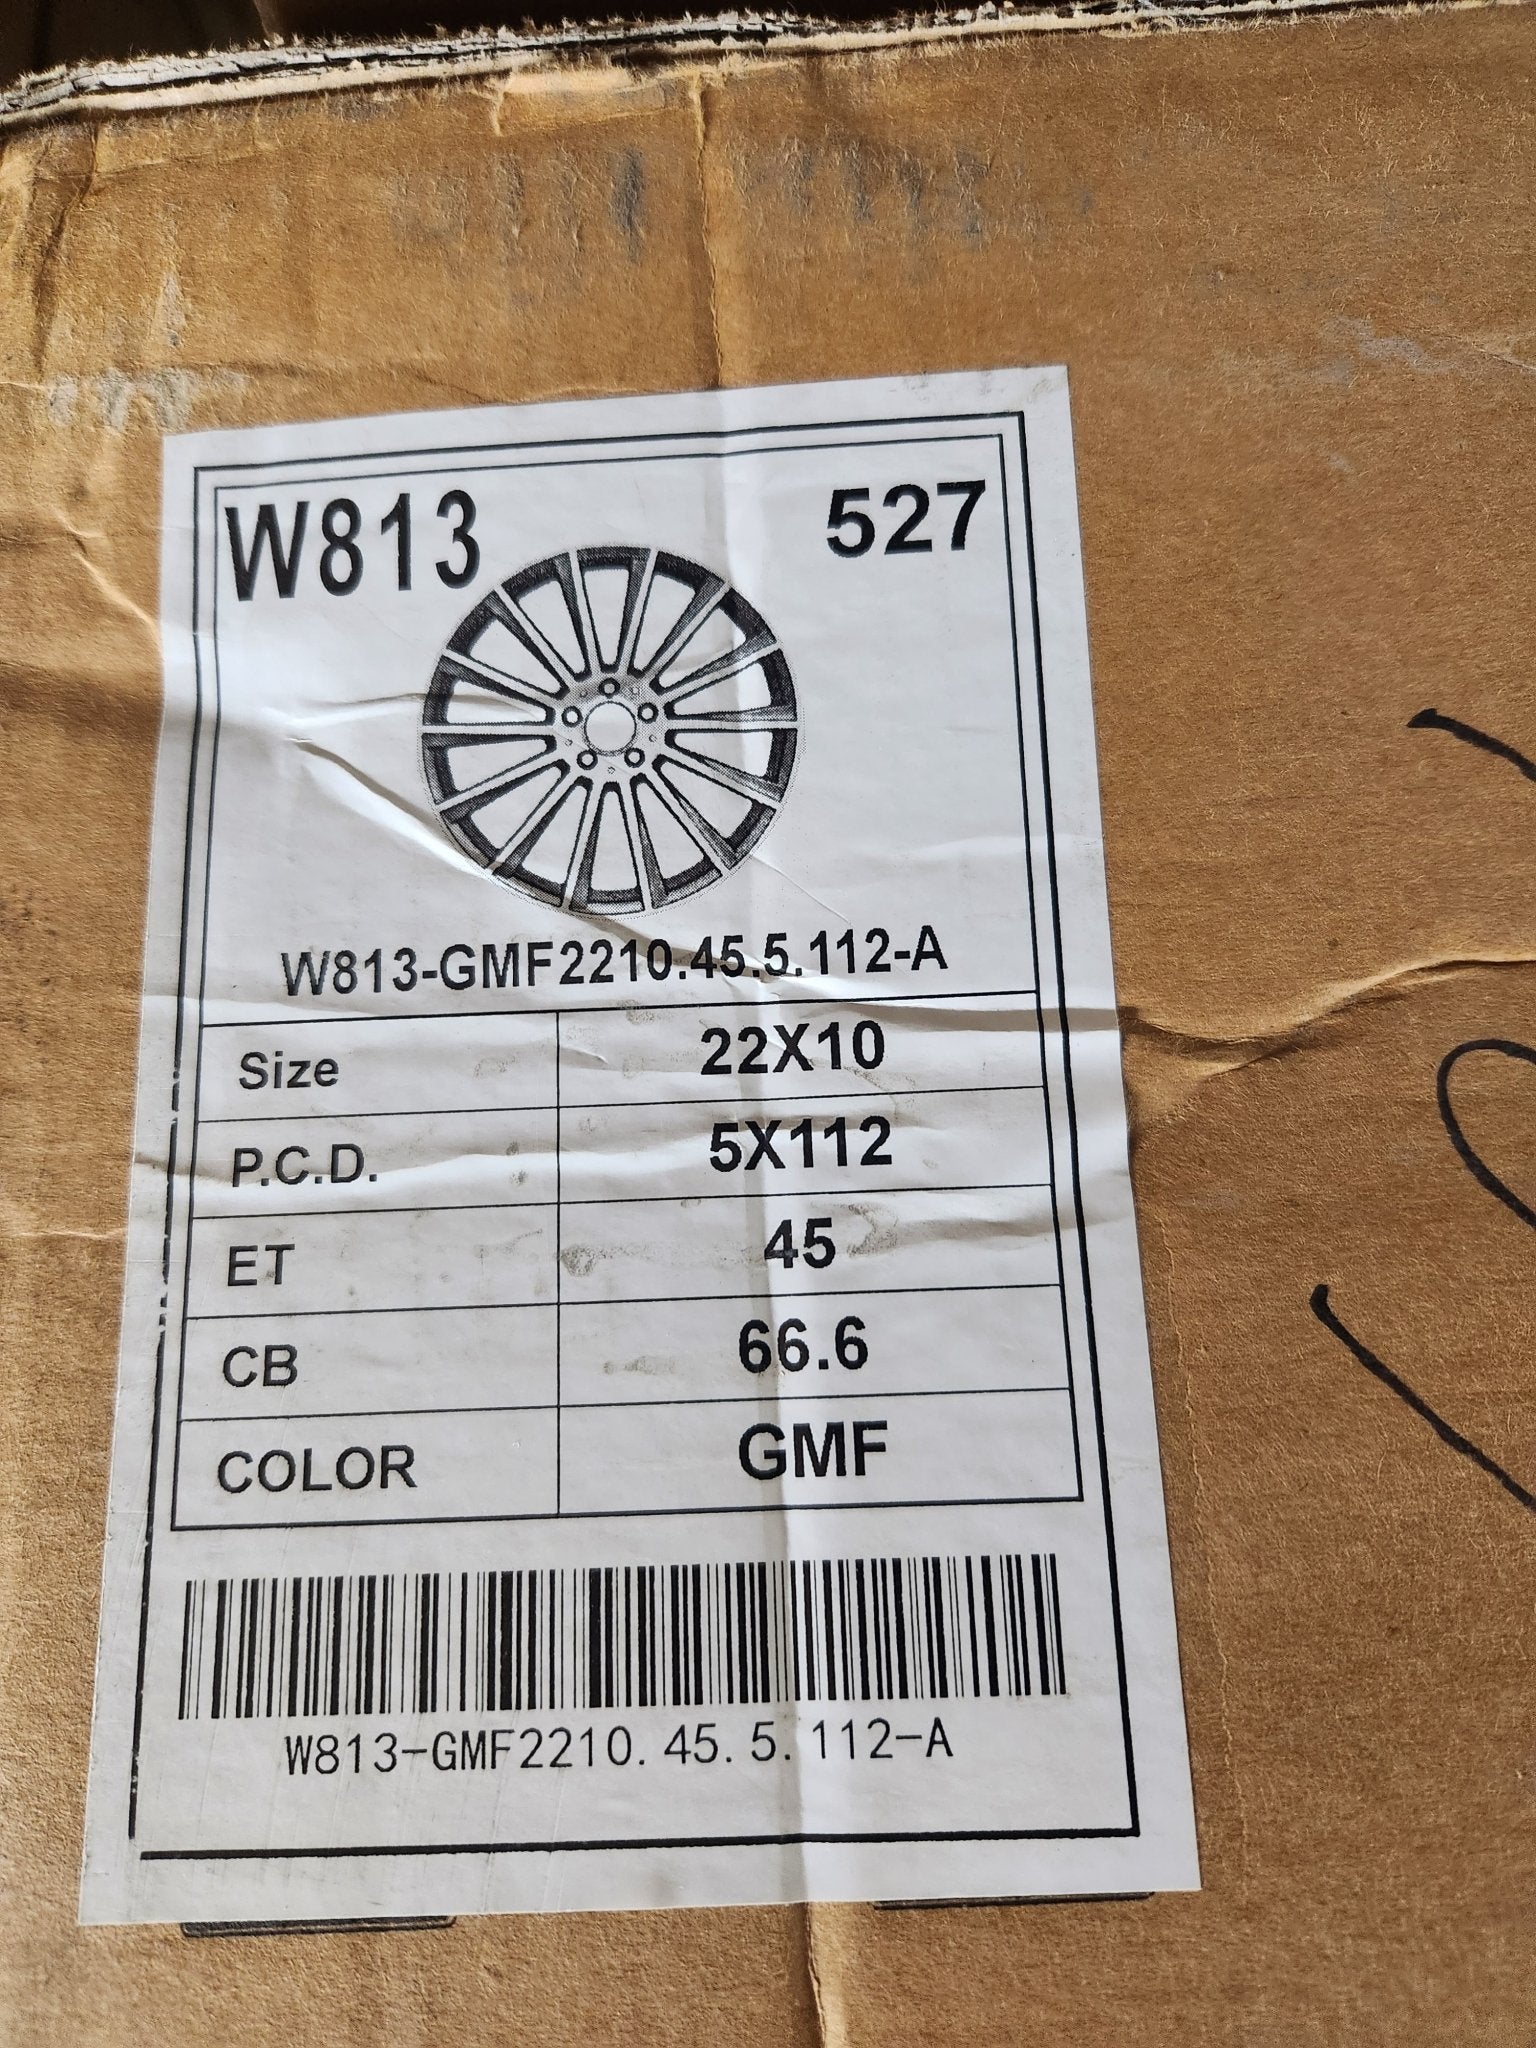 W813 527
W813-GMF2210.45.5.112-A
Size 22X10
P.C.D. 5X112
ET 45
CB 66.6
COLOR GMF
W813-GMF2210.45.5.112-A